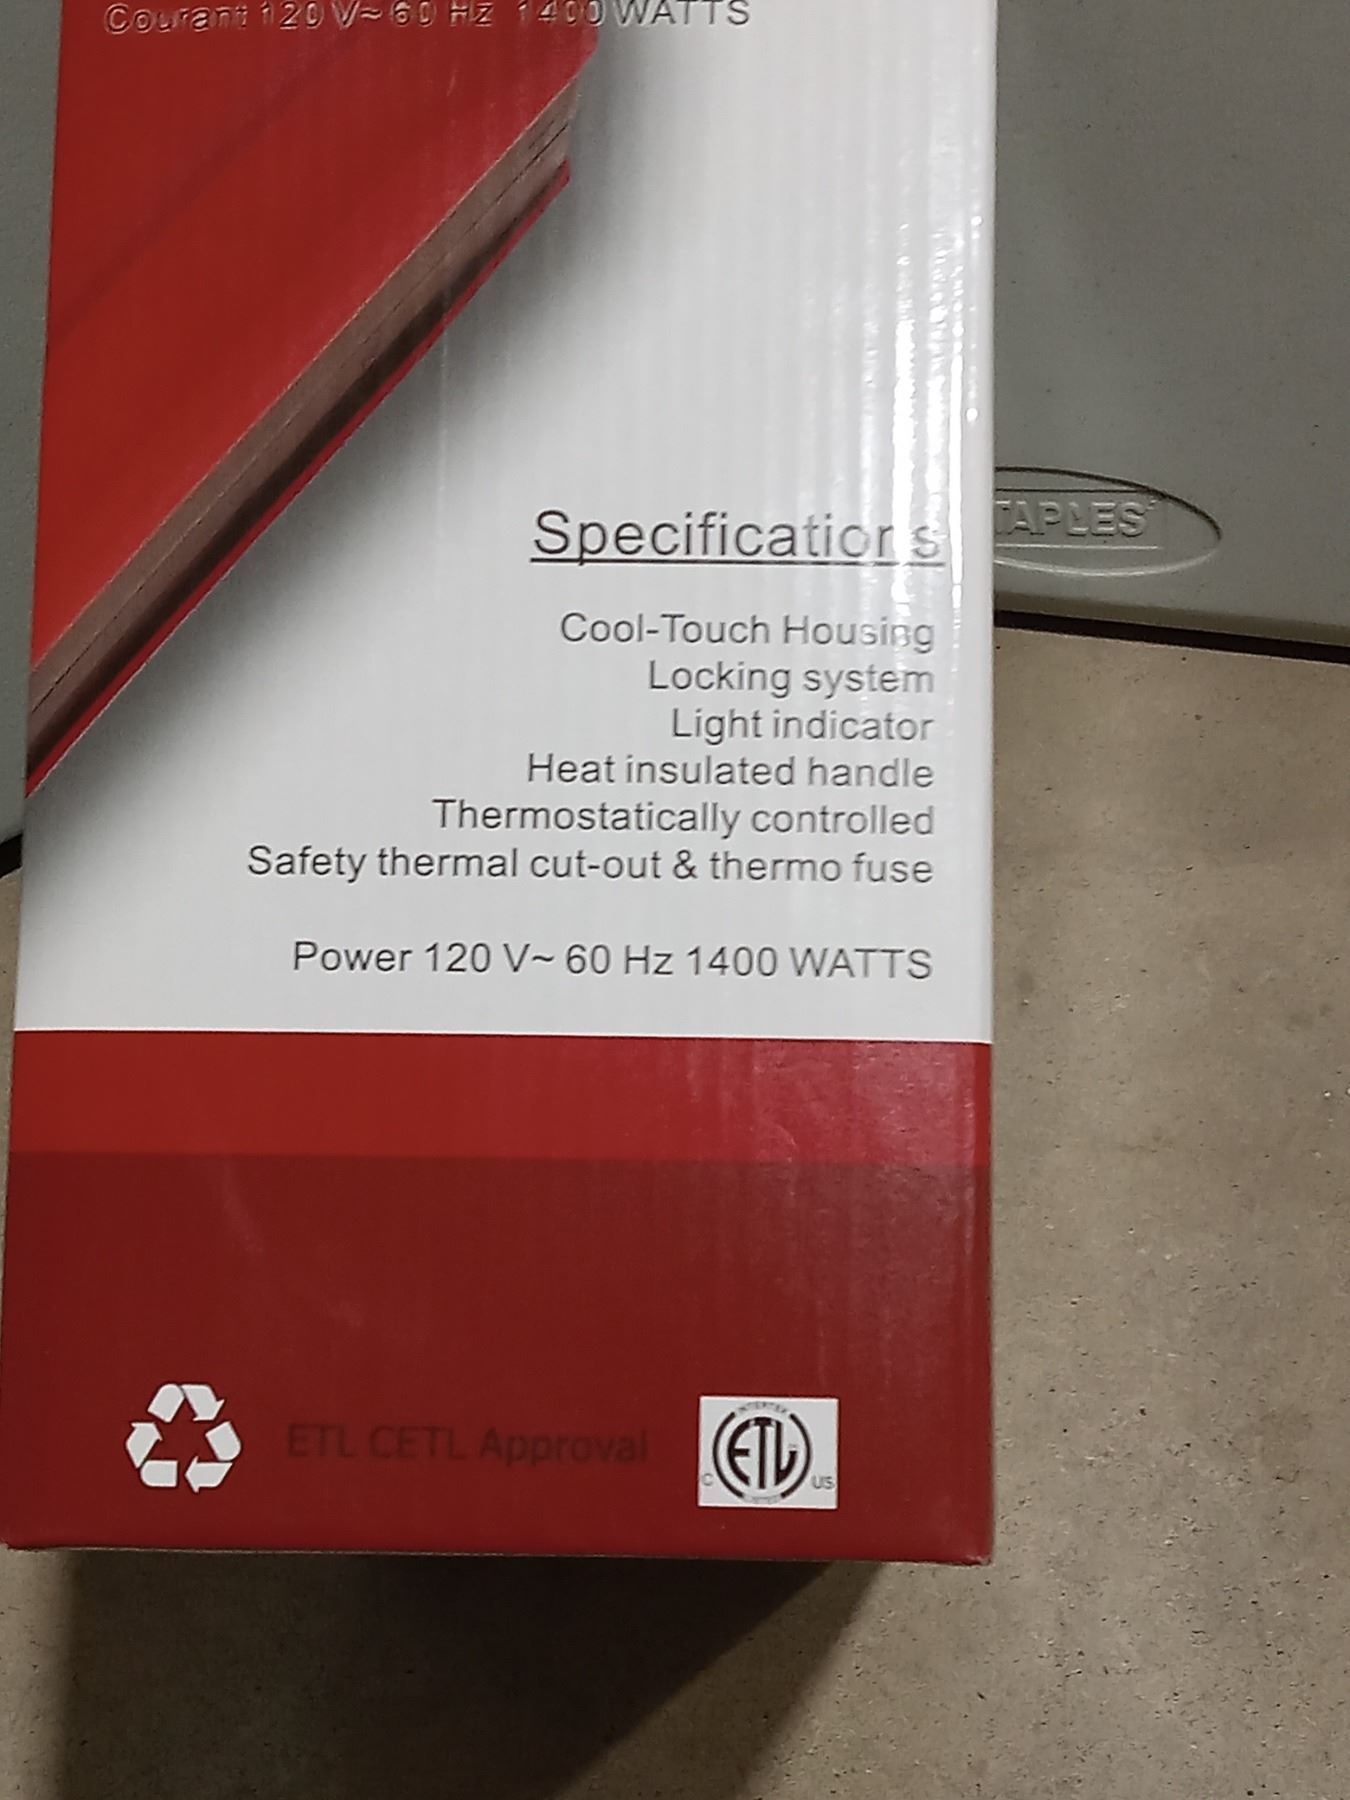 Courant 120 V~ 60 Hz 1400 WATTS
Specifications
Cool-Touch Housing
Locking system
Light indicator
Heat insulated handle
Thermostatically controlled
Safety thermal cut-out & thermo fuse
Power 120 V~ 60 Hz 1400 WATTS
ETL CETL Approval
INTERTEK
ETL
C US
TAPLES